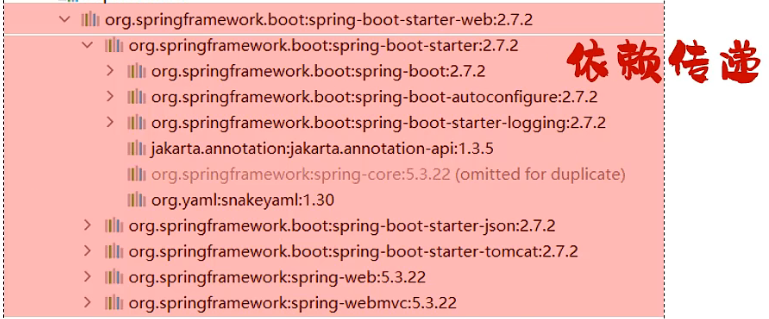 org.springframework.boot:spring-boot-starter-web:2.7.2
org.springframework.boot:spring-boot-starter:2.7.2
依赖传递
org.springframework.boot:spring-boot:2.7.2
org.springframework.boot:spring-boot-autoconfigure:2.7.2
org.springframework.boot:spring-boot-starter-logging:2.7.2
jakarta.annotation:jakarta.annotation-api:1.3.5
org.springframework:spring-core:5.3.22 (omitted for duplicate)
org.yaml:snakeyaml:1.30
org.springframework.boot:spring-boot-starter-json:2.7.2
org.springframework.boot:spring-boot-starter-tomcat:2.7.2
org.springframework:spring-web:5.3.22
org.springframework:spring-webmvc:5.3.22